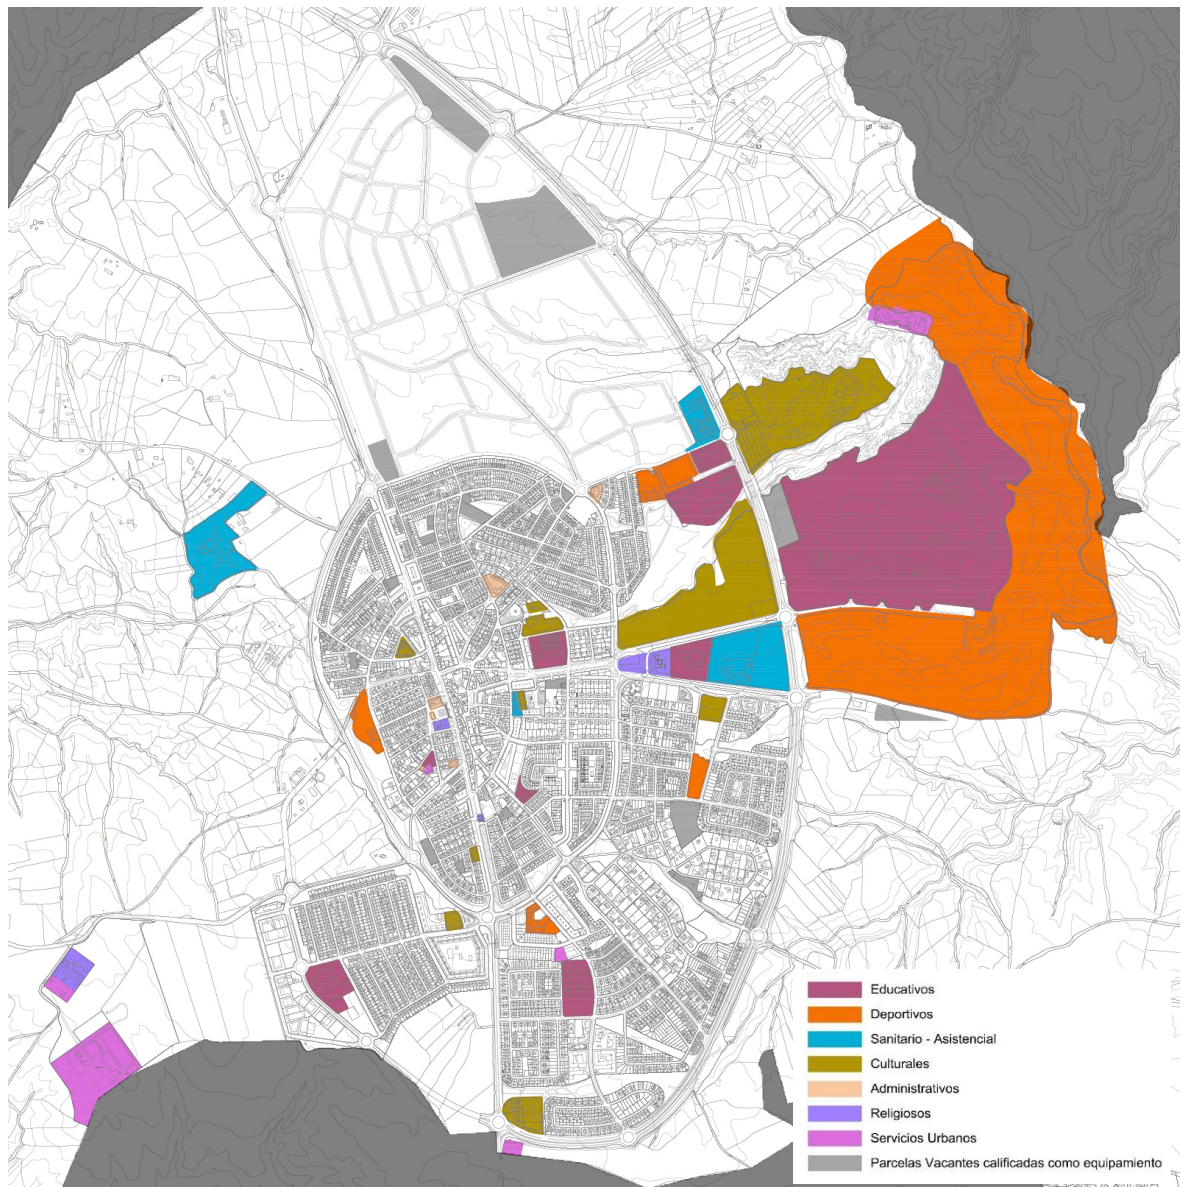 Educativos
Deportivos
Sanitario - Asistencial
Culturales
Administrativos
Religiosos
Servicios Urbanos
Parcelas Vacantes calificadas como equipamiento